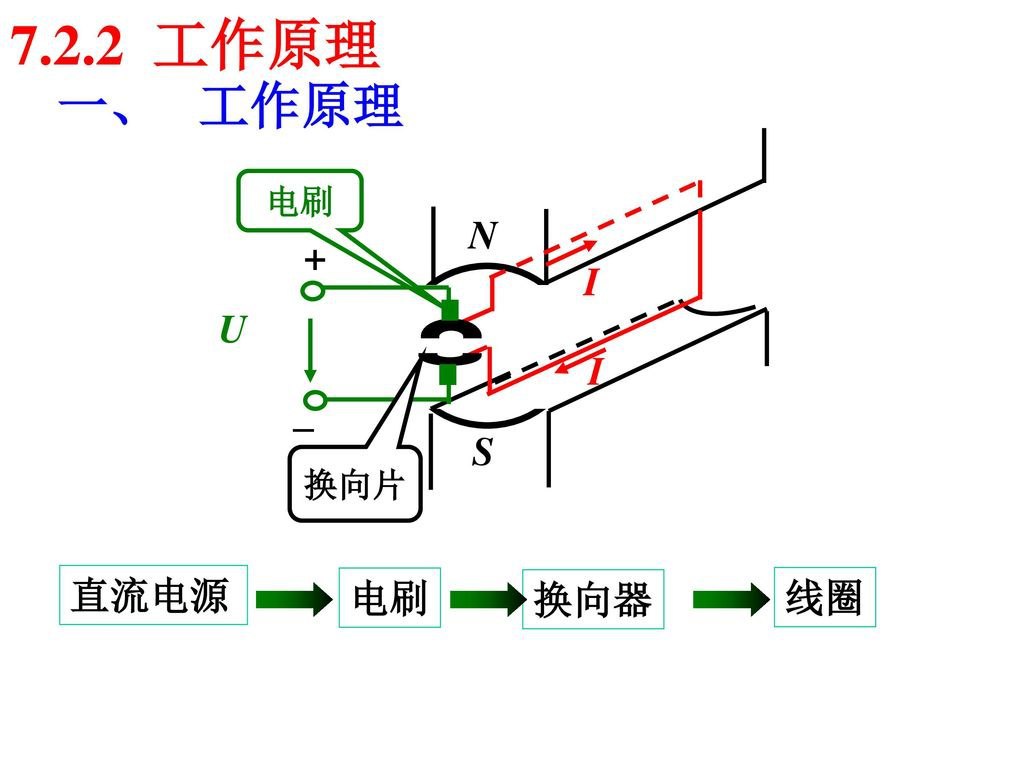 7.2.2 工作原理
一、 工作原理
电刷
N
+
I
U
I
–
S
换向片
直流电源 电刷 换向器 线圈